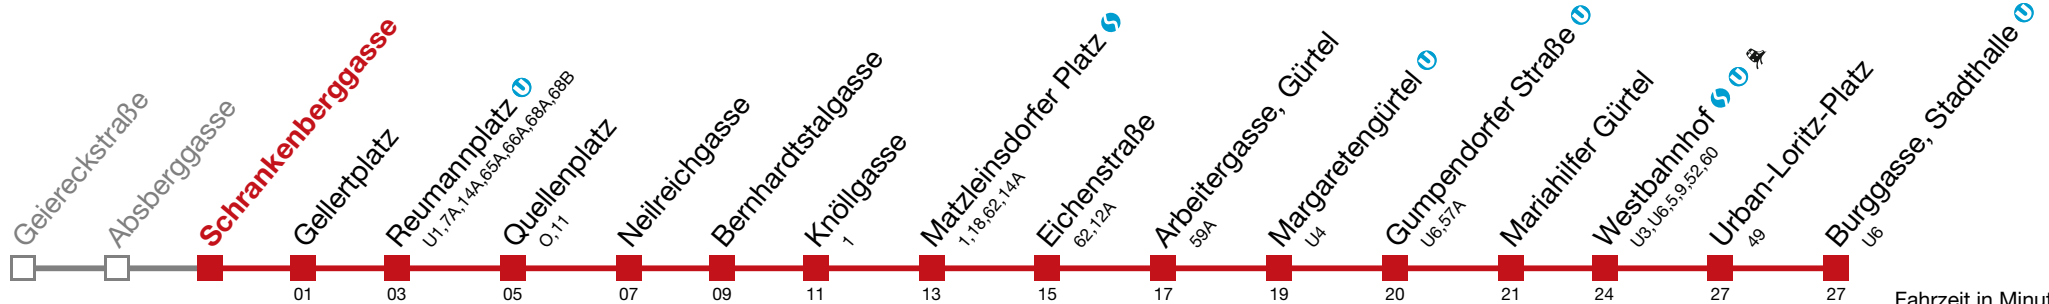 Geiereckstraße
Absberggasse
Schrankenberggasse
Gellertplatz
01
Reumannplatz U
U1,7A,14A,65A,66A,68A,68B
03
Quellenplatz
O,11
05
Neilreichgasse
07
Bernhardtstalgasse
09
Knöllgasse
1
11
Matzleinsdorfer Platz S
1,18,62,14A
13
Eichenstraße
62,12A
15
Arbeitergasse, Gürtel
59A
17
Margaretengürtel U
U4
19
Gumpendorfer Straße U
U6,57A
20
Mariahilfer Gürtel
21
Westbahnhof S U
U3,U6,5,9,52,60
24
Urban-Loritz-Platz
49
27
Burggasse, Stadthalle U
U6
27
Fahrzeit in Minut